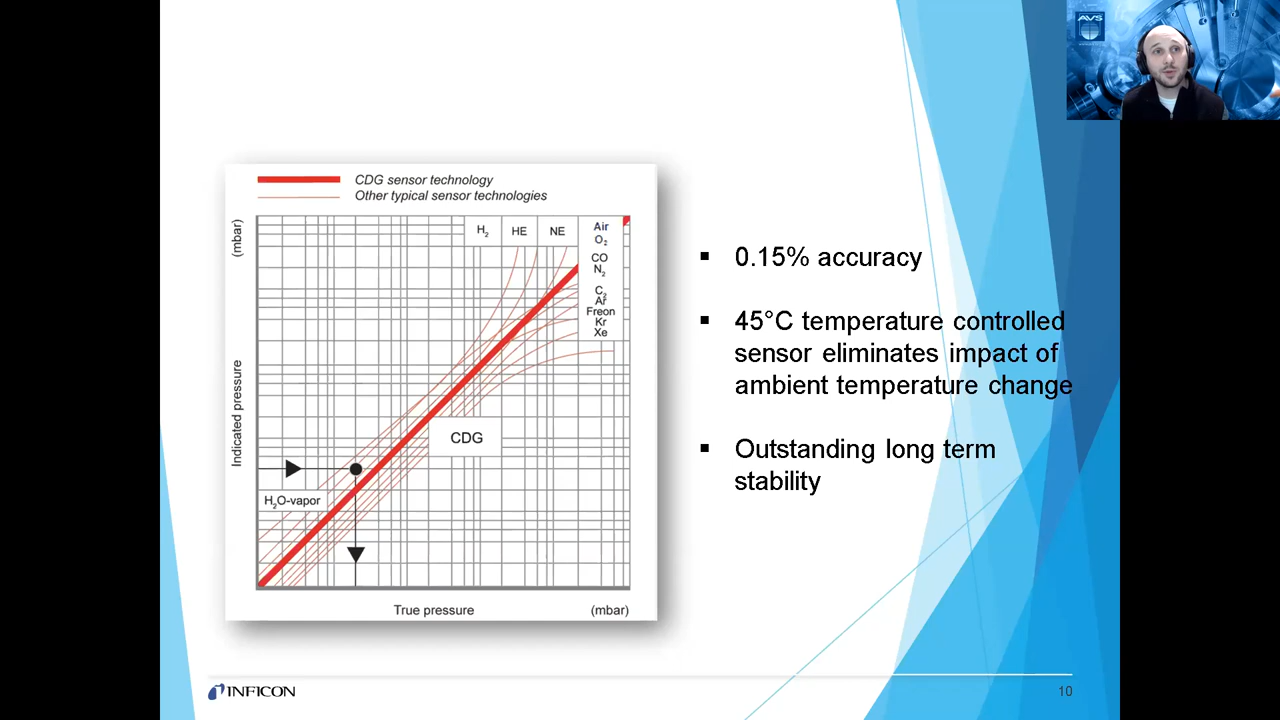 AVS
CDG sensor technology
Other typical sensor technologies
(mbar)
H₂
HE
NE
Air
O₂
CO
N₂
C₂
Ar
Freon
Kr
Xe
Indicated pressure
CDG
H₂O-vapor
True pressure
(mbar)
▪ 0.15% accuracy
▪ 45°C temperature controlled
sensor eliminates impact of
ambient temperature change
▪ Outstanding long term
stability
INFICON
10